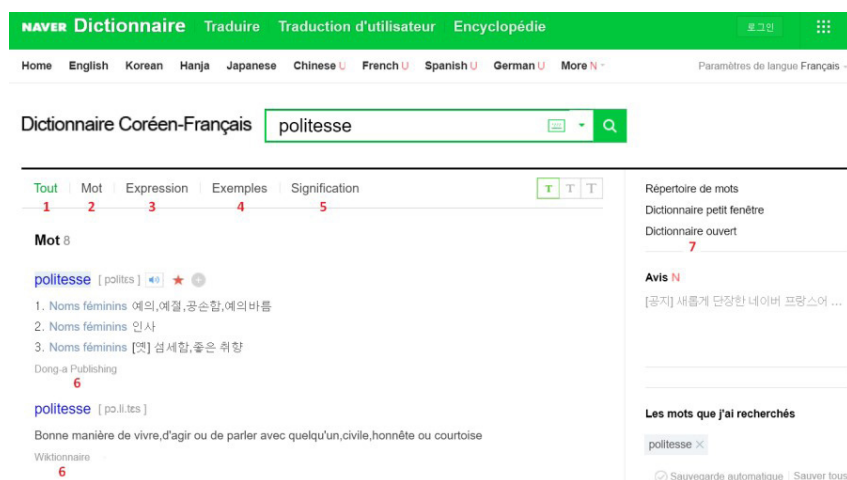 NAVER Dictionnaire Traduire Traduction d'utilisateur Encyclopédie 로그인
Home English Korean Hanja Japanese Chinese U French U Spanish U German U More N Paramètres de langue Français
Dictionnaire Coréen-Français politesse
Tout Mot Expression Exemples Signification T T T
1 2 3 4 5
Mot 8
politesse [ pɔlitɛs ]
1. Noms féminins 예의,예절,공손함,예의바름
2. Noms féminins 인사
3. Noms féminins [옛] 섬세함,좋은 취향
Dong-a Publishing
6
politesse [ pɔ.li.tɛs ]
Bonne manière de vivre,d'agir ou de parler avec quelqu'un,civile,honnête ou courtoise
Wiktionnaire
6
Répertoire de mots
Dictionnaire petit fenêtre
Dictionnaire ouvert
7
Avis N
[공지] 새롭게 단장한 네이버 프랑스어 ...
Les mots que j'ai recherchés
politesse ×
Sauvegarde automatique Sauver tous